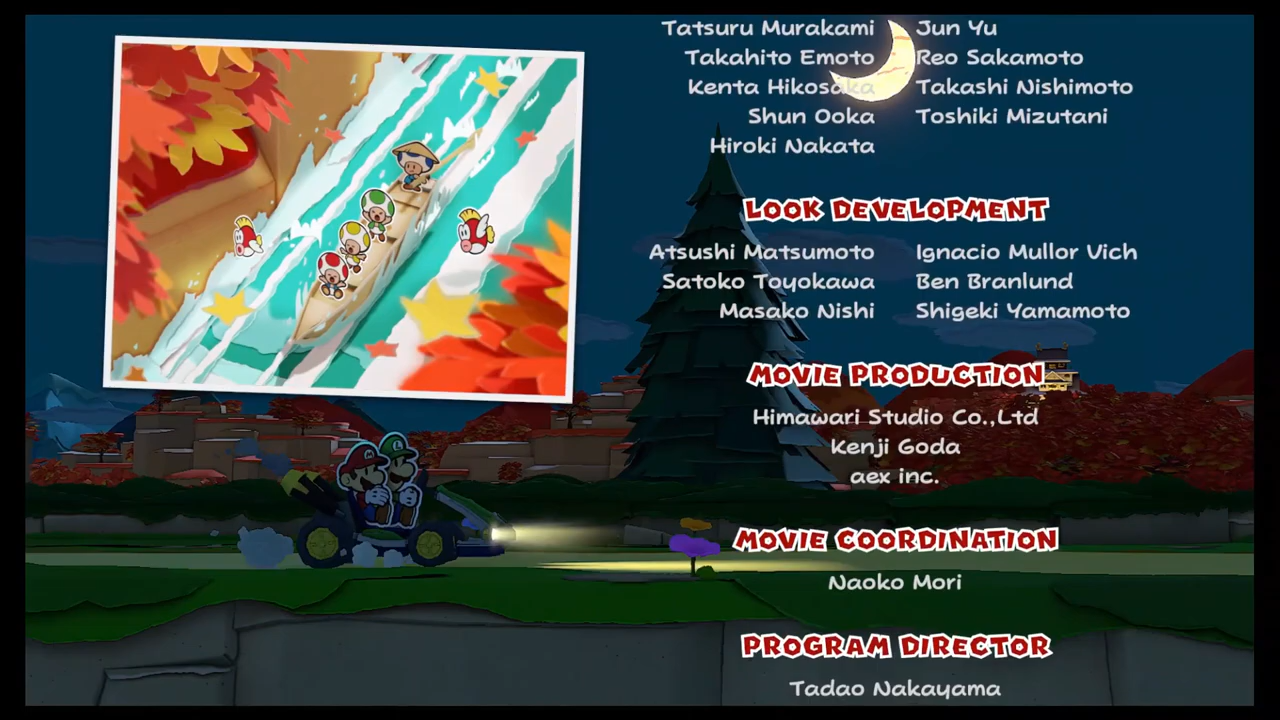 Tatsuru Murakami Jun Yu
Takahito Emoto Reo Sakamoto
Kenta Hikosaka Takashi Nishimoto
Shun Ooka Toshiki Mizutani
Hiroki Nakata
LOOK DEVELOPMENT
Atsushi Matsumoto Ignacio Mullor Vich
Satoko Toyokawa Ben Branlund
Masako Nishi Shigeki Yamamoto
MOVIE PRODUCTION
Himawari Studio Co.,Ltd
Kenji Goda
aex inc.
MOVIE COORDINATION
Naoko Mori
PROGRAM DIRECTOR
Tadao Nakayama